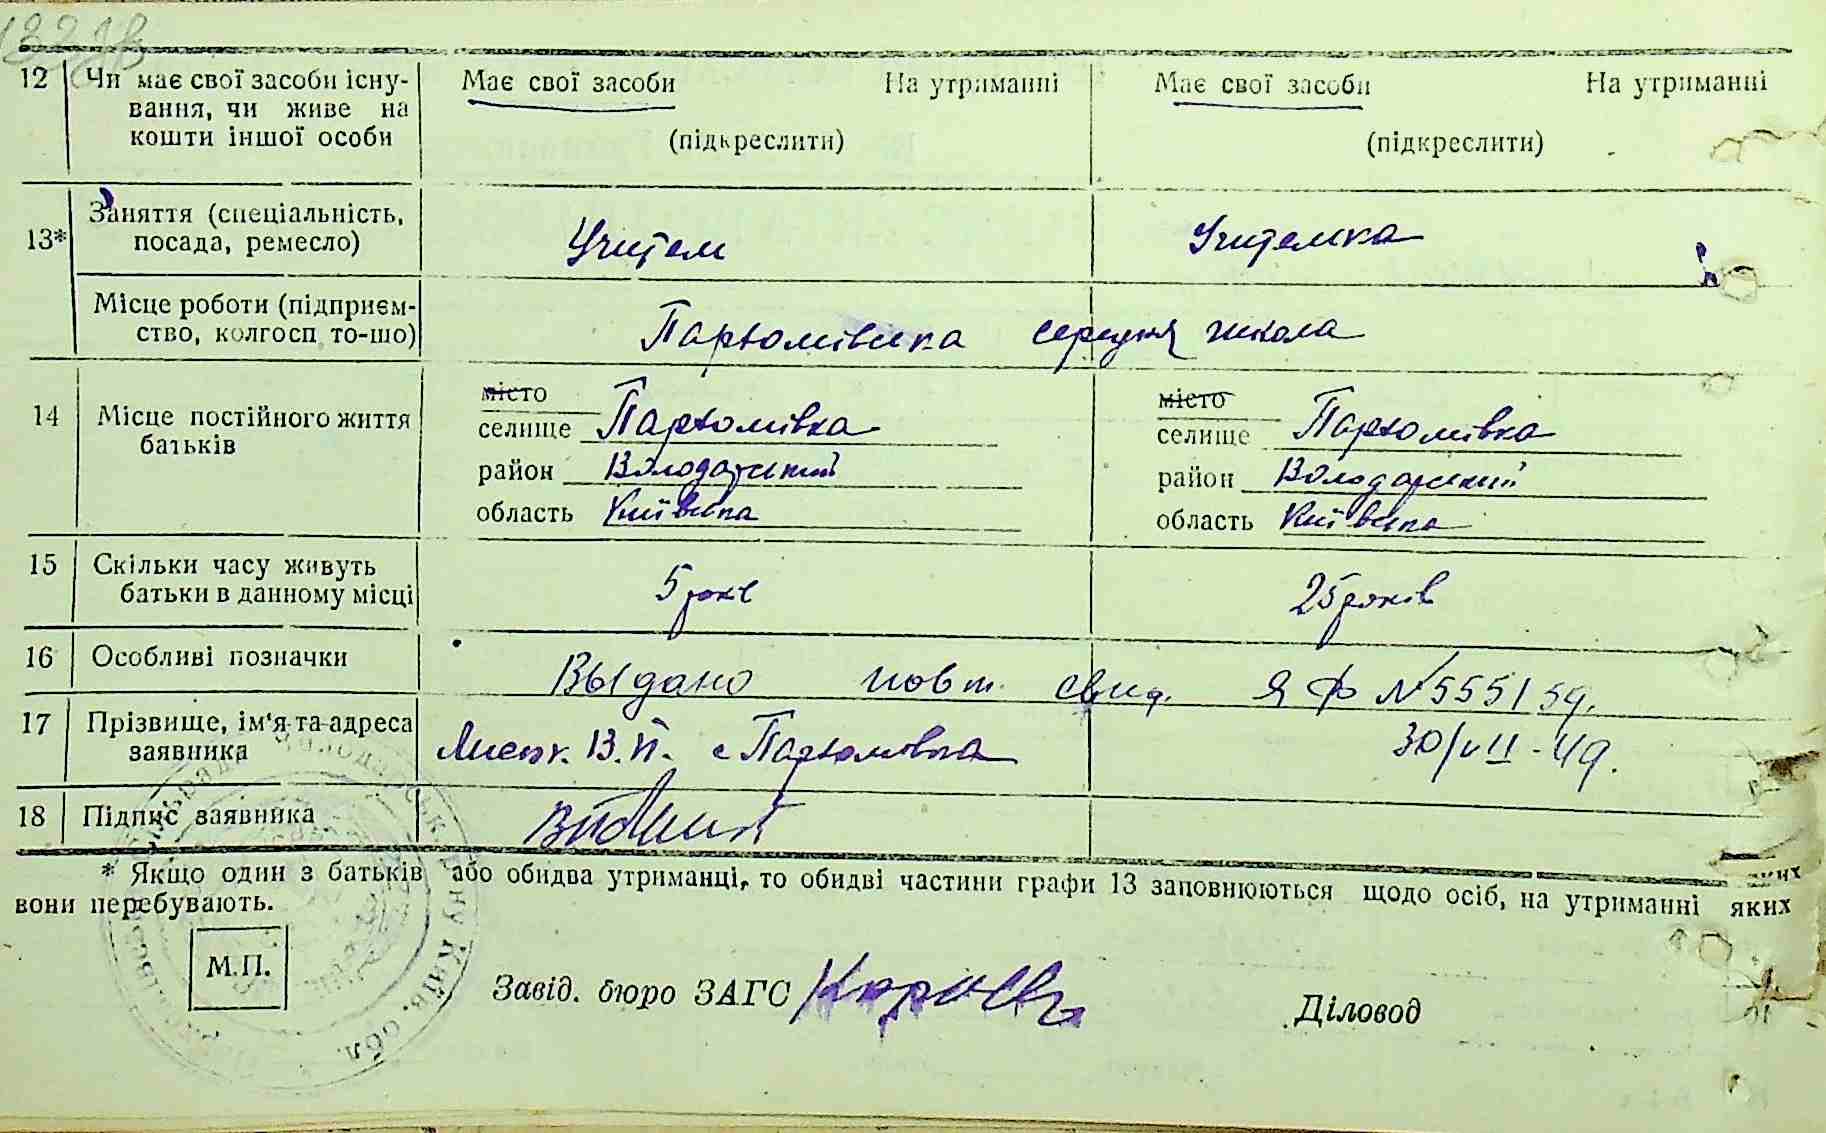 12 Чи має свої засоби існу- Має свої засоби На утриманні Має свої засоби На утриманні
вання, чи живе на
кошти іншої особи (підкреслити) (підкреслити)
13* Заняття (спеціальність, Учитель Учителька
посада, ремесло)
Місце роботи (підприєм- Пархомівська середня школа
ство, колгосп то-що)
14 Місце постійного життя батьків місто місто
селище Пархомівка селище Пархомівка
район Володарський район Володарський
область Київська область Київська
15 Скільки часу живуть 5 років 25 років
батьки в данному місці
16 Особливі позначки Выдано повт. свид. Я Ф № 555159.
17 Прізвище, ім'я та адреса В. П. с Пархомівка 30/VII-49.
заявника
18 Підпис заявника
* Якщо один з батьків або обидва утриманці, то обидві частини графи 13 заповнюються щодо осіб, на утриманні яких
вони перебувають.
М.П.
Завід. бюро ЗАГС Діловод